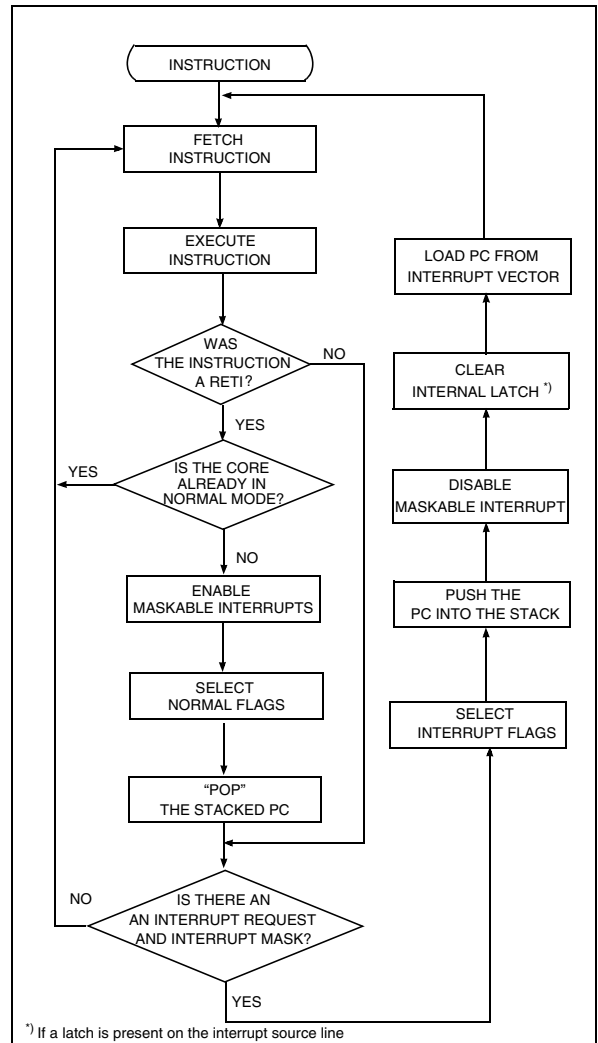 INSTRUCTION
FETCH
INSTRUCTION
EXECUTE
INSTRUCTION
WAS
THE INSTRUCTION
A RETI?
NO
YES
IS THE CORE
ALREADY IN
NORMAL MODE?
YES
NO
ENABLE
MASKABLE INTERRUPTS
SELECT
NORMAL FLAGS
“POP”
THE STACKED PC
IS THERE AN
AN INTERRUPT REQUEST
AND INTERRUPT MASK?
NO
YES
LOAD PC FROM
INTERRUPT VECTOR
CLEAR
INTERNAL LATCH *)
DISABLE
MASKABLE INTERRUPT
PUSH THE
PC INTO THE STACK
SELECT
INTERRUPT FLAGS
*) If a latch is present on the interrupt source line